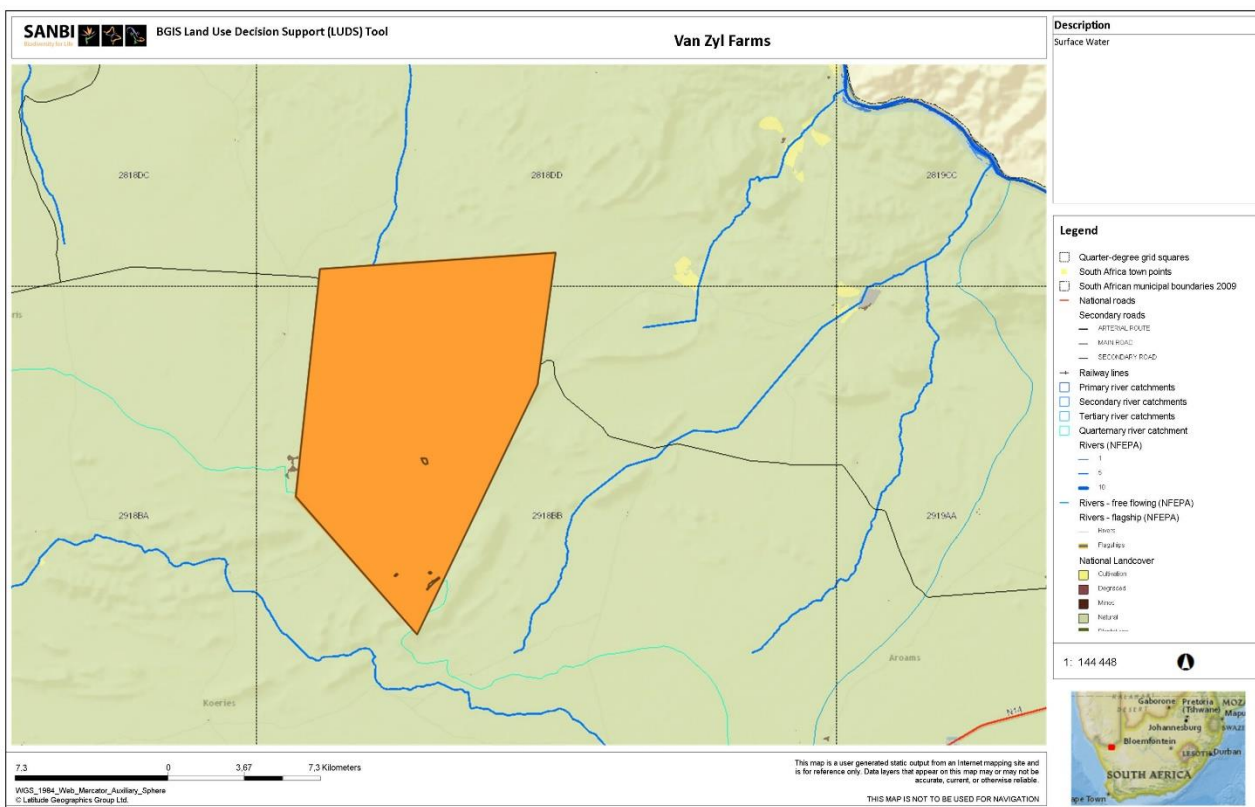 SANBI
Biodiversity for Life
BGIS Land Use Decision Support (LUDS) Tool
Van Zyl Farms
Description
Surface Water
2818DC
2818DD
2819CC
2918BA
2918BB
2919AA
Koeries
Aroams
N14
Legend
Quarter-degree grid squares
South Africa town points
South African municipal boundaries 2009
National roads
Secondary roads
ARTERIAL ROUTE
MAIN ROAD
SECONDARY ROAD
Railway lines
Primary river catchments
Secondary river catchments
Tertiary river catchments
Quarternary river catchment
Rivers (NFEPA)
1
5
10
Rivers - free flowing (NFEPA)
Rivers - flagship (NFEPA)
Rivers
Flagships
National Landcover
Cultivation
Degraded
Mines
Natural
1: 144 448
Gaborone
Pretoria
(Tshwane)
Johannesburg
Bloemfontein
LESOTHO
Durban
SOUTH AFRICA
7.3 0 3.67 7,3 Kilometers
WGS_1984_Web_Mercator_Auxiliary_Sphere
© Latitude Geographics Group Ltd.
This map is a user generated static output from an Internet mapping site and
is for reference only. Data layers that appear on this map may or may not be
accurate, current, or otherwise reliable.
THIS MAP IS NOT TO BE USED FOR NAVIGATION